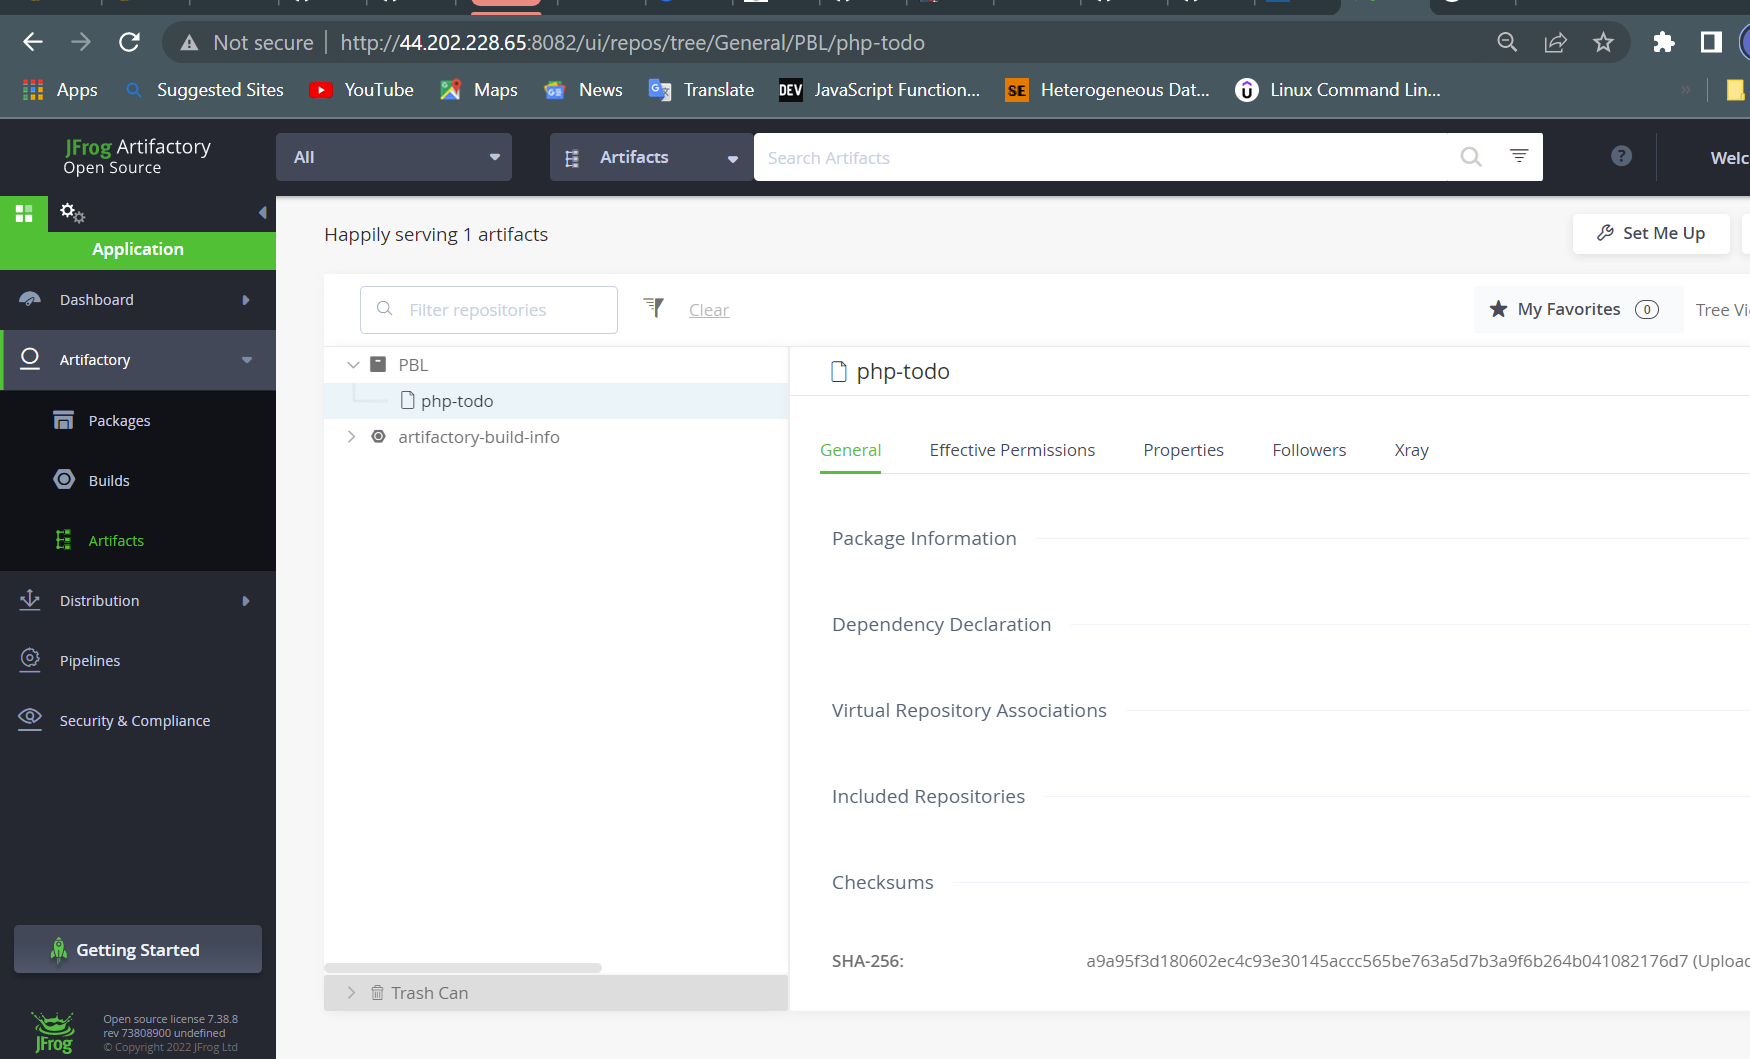 Not secure http://44.202.228.65:8082/ui/repos/tree/General/PBL/php-todo
Apps Suggested Sites YouTube Maps News Translate DEV JavaScript Function... SE Heterogeneous Dat... Linux Command Lin... »
JFrog Artifactory
Open Source
All Artifacts Search Artifacts ? Welc
Application
Happily serving 1 artifacts
Set Me Up
Dashboard
Filter repositories Clear My Favorites 0 Tree Vi
Artifactory
PBL
php-todo
php-todo
artifactory-build-info
General Effective Permissions Properties Followers Xray
Packages
Builds
Artifacts
Package Information
Distribution
Dependency Declaration
Pipelines
Security & Compliance
Virtual Repository Associations
Included Repositories
Checksums
Getting Started
SHA-256: a9a95f3d180602ec4c93e30145accc565be763a5d7b3a9f6b264b041082176d7 (Uploac
Trash Can
JFrog
Open source license 7.38.8
rev 73808900 undefined
© Copyright 2022 JFrog Ltd